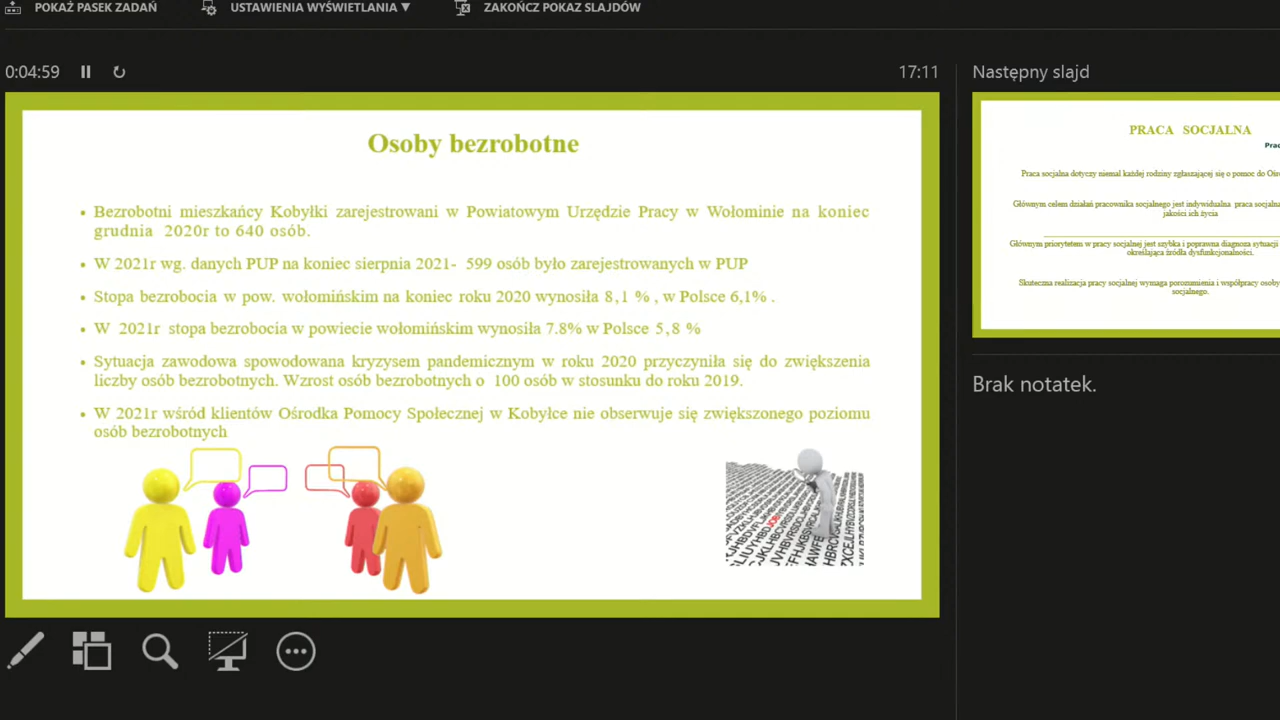 POKAŻ PASEK ZADAŃ
USTAWIENIA WYŚWIETLANIA ▼
ZAKOŃCZ POKAZ SLAJDÓW
0:04:59
17:11
Osoby bezrobotne
• Bezrobotni mieszkańcy Kobyłki zarejestrowani w Powiatowym Urzędzie Pracy w Wołominie na koniec
grudnia 2020r to 640 osób.
• W 2021r wg. danych PUP na koniec sierpnia 2021- 599 osób było zarejestrowanych w PUP
• Stopa bezrobocia w pow. wołomińskim na koniec roku 2020 wynosiła 8,1 % , w Polsce 6,1% .
• W 2021r stopa bezrobocia w powiecie wołomińskim wynosiła 7.8% w Polsce 5,8 %
• Sytuacja zawodowa spowodowana kryzysem pandemicznym w roku 2020 przyczyniła się do zwiększenia
liczby osób bezrobotnych. Wzrost osób bezrobotnych o 100 osób w stosunku do roku 2019.
• W 2021r wśród klientów Ośrodka Pomocy Społecznej w Kobyłce nie obserwuje się zwiększonego poziomu
osób bezrobotnych
JOB
Następny slajd
PRACA SOCJALNA
Praca socjalna dotyczy niemal każdej rodziny zgłaszającej się o pomoc do
Głównym celem działań pracownika socjalnego jest indywidualna praca
jakości ich życia
Głównym priorytetem w pracy socjalnej jest szybka i poprawna diagnoza sytuacji
określająca źródła dysfunkcjonalności.
Skuteczna realizacja pracy socjalnej wymaga porozumienia i współpracy osoby
socjalnego.
Brak notatek.